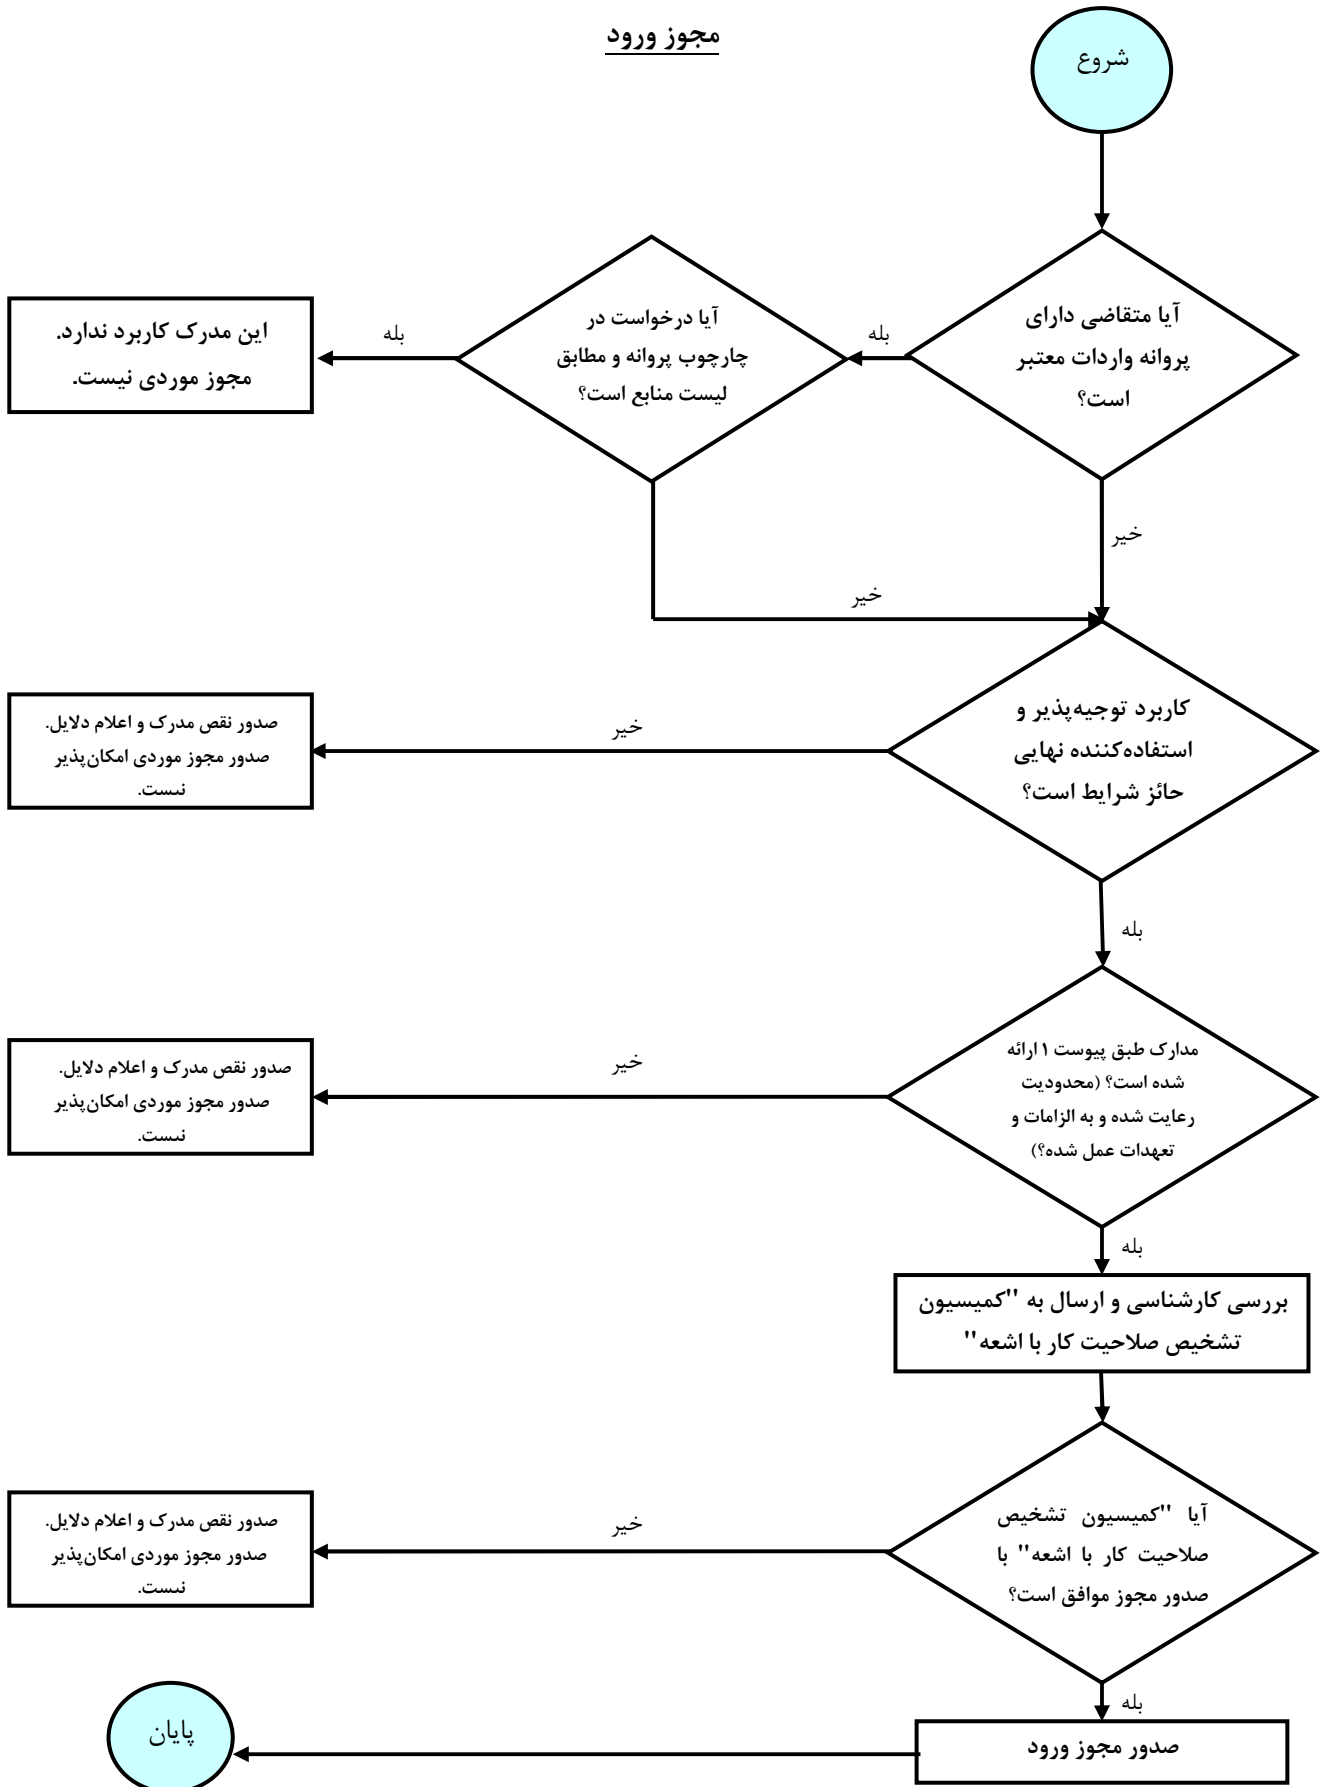 مجوز ورود
شروع
آیا متقاضی دارای
پروانه واردات معتبر
است؟
بله
آیا درخواست در
چارچوب پروانه و مطابق
لیست منابع است؟
بله
این مدرک کاربرد ندارد.
مجوز موردی نیست.
خیر
خیر
کاربرد توجیه‌پذیر و
استفاده‌کننده نهایی
حائز شرایط است؟
خیر
صدور نقص مدرک و اعلام دلایل.
صدور مجوز موردی امکان‌پذیر
نیست.
بله
مدارک طبق پیوست ۱ ارائه
شده است؟ (محدودیت
رعایت شده و به الزامات و
تعهدات عمل شده؟)
خیر
صدور نقص مدرک و اعلام دلایل.
صدور مجوز موردی امکان‌پذیر
نیست.
بله
بررسی کارشناسی و ارسال به "کمیسیون
تشخیص صلاحیت کار با اشعه"
آیا "کمیسیون تشخیص
صلاحیت کار با اشعه" با
صدور مجوز موافق است؟
خیر
صدور نقص مدرک و اعلام دلایل.
صدور مجوز موردی امکان‌پذیر
نیست.
بله
صدور مجوز ورود
پایان